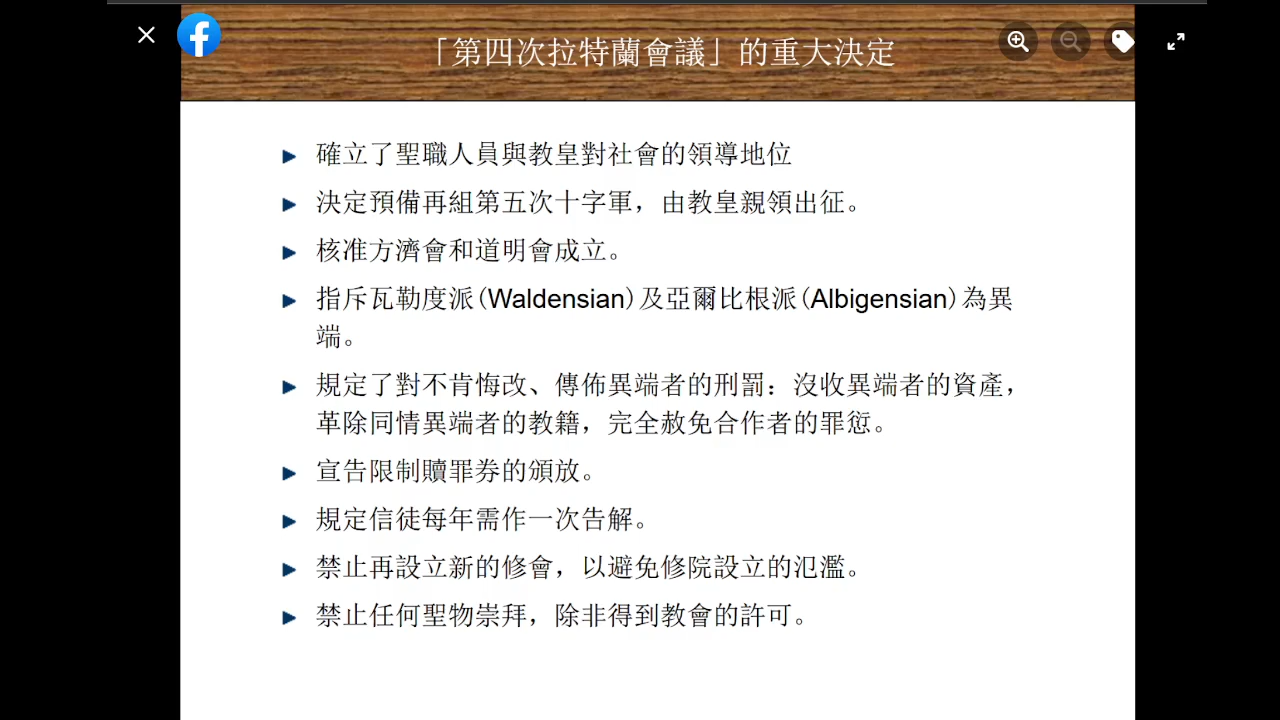 「第四次拉特蘭會議」的重大決定
確立了聖職人員與教皇對社會的領導地位
決定預備再組第五次十字軍，由教皇親領出征。
核准方濟會和道明會成立。
指斥瓦勒度派(Waldensian)及亞爾比根派(Albigensian)為異
端。
規定了對不肯悔改、傳佈異端者的刑罰：沒收異端者的資產，
革除同情異端者的教籍，完全赦免合作者的罪愆。
宣告限制贖罪券的頒放。
規定信徒每年需作一次告解。
禁止再設立新的修會，以避免修院設立的氾濫。
禁止任何聖物崇拜，除非得到教會的許可。